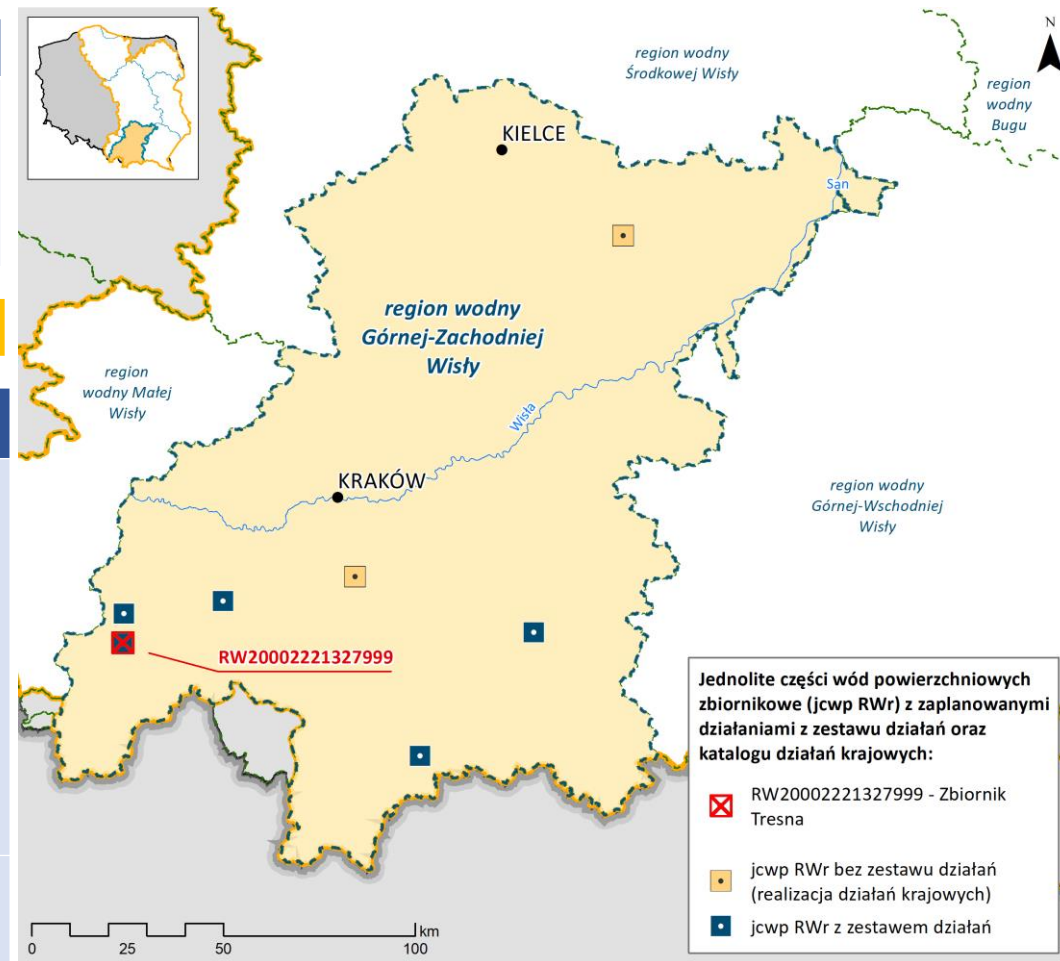 N
region wodny
Środkowej Wisły
region
wodny
Bugu
KIELCE
San
region wodny
Górnej-Zachodniej
Wisły
region
wodny Małej
Wisły
Wisła
KRAKÓW
region wodny
Górnej-Wschodniej
Wisły
RW20002221327999
Jednolite części wód powierzchniowych
zbiornikowe (jcwp RWr) z zaplanowanymi
działaniami z zestawu działań oraz
katalogu działań krajowych:
RW20002221327999 - Zbiornik
Tresna
jcwp RWr bez zestawu działań
(realizacja działań krajowych)
jcwp RWr z zestawem działań
km
0 25 50 100